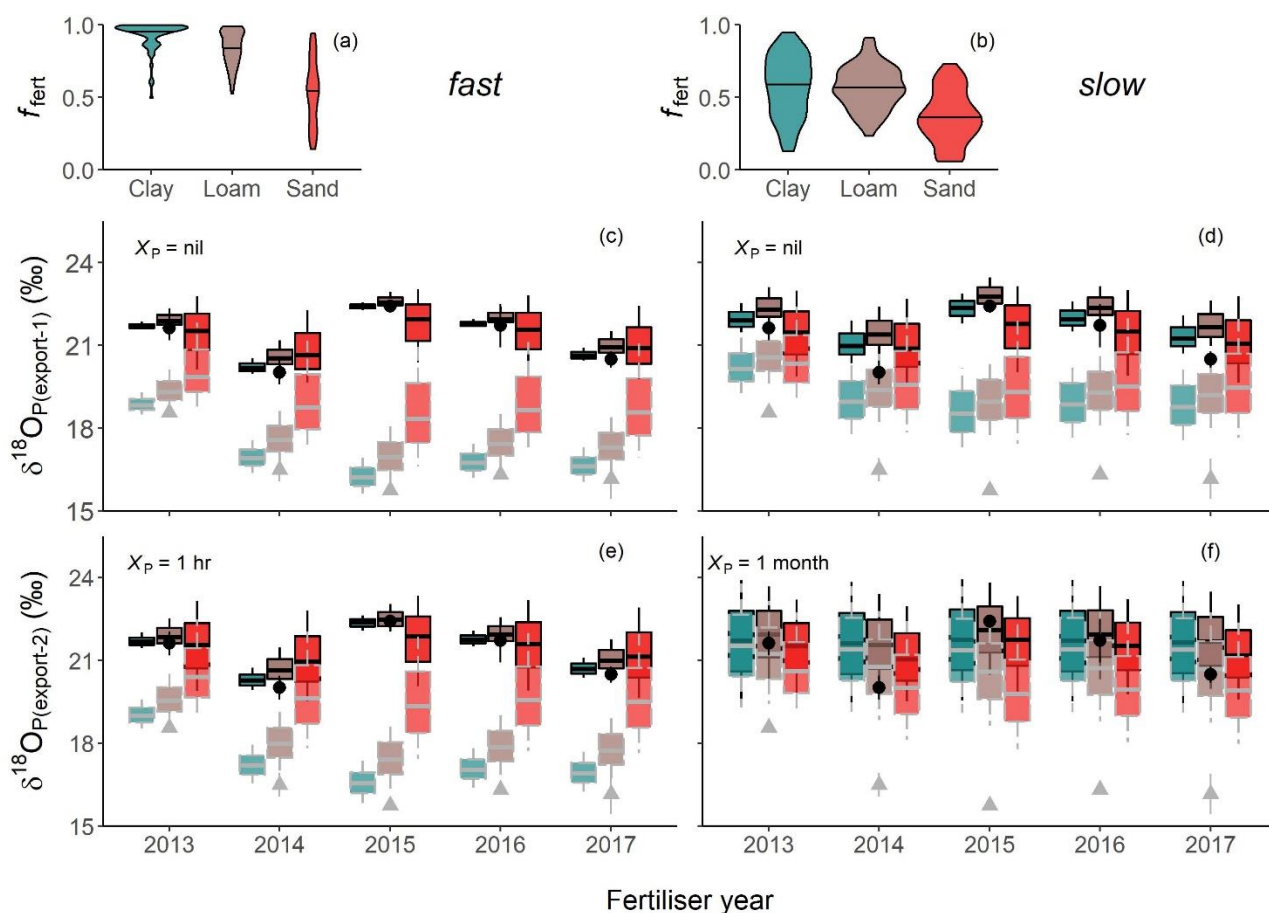 1.0
0.5
0.0
f_fert
(a)
Clay Loam Sand
fast
1.0
0.5
0.0
f_fert
(b)
Clay Loam Sand
slow
δ¹⁸O_P(export-1) (‰)
24
21
18
15
X_P = nil
(c)
X_P = nil
(d)
δ¹⁸O_P(export-2) (‰)
24
21
18
15
X_P = 1 hr
(e)
X_P = 1 month
(f)
2013 2014 2015 2016 2017
2013 2014 2015 2016 2017
Fertiliser year